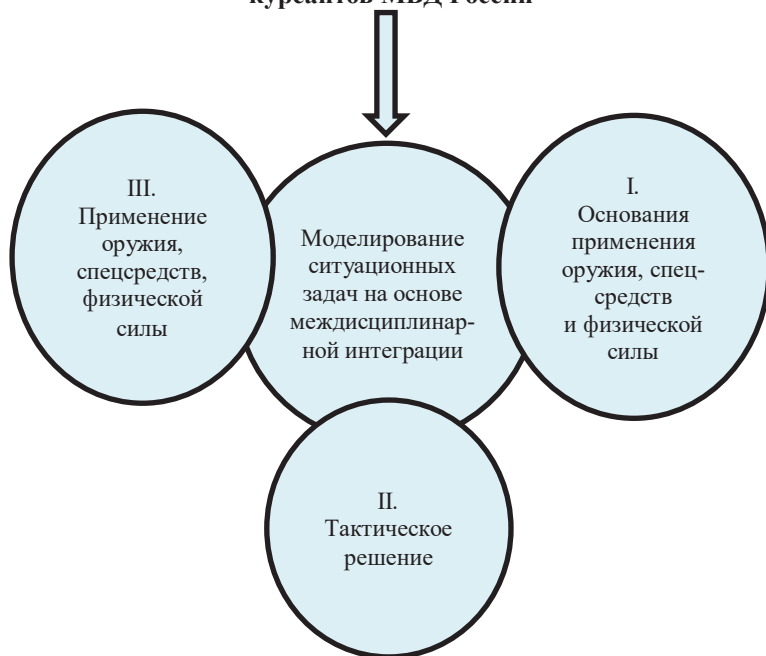 курсантов МВД России
III.
Применение
оружия,
спецсредств,
физической
силы
Моделирование
ситуационных
задач на основе
междисциплинар-
ной интеграции
I.
Основания
применения
оружия, спец-
средств
и физической
силы
II.
Тактическое
решение